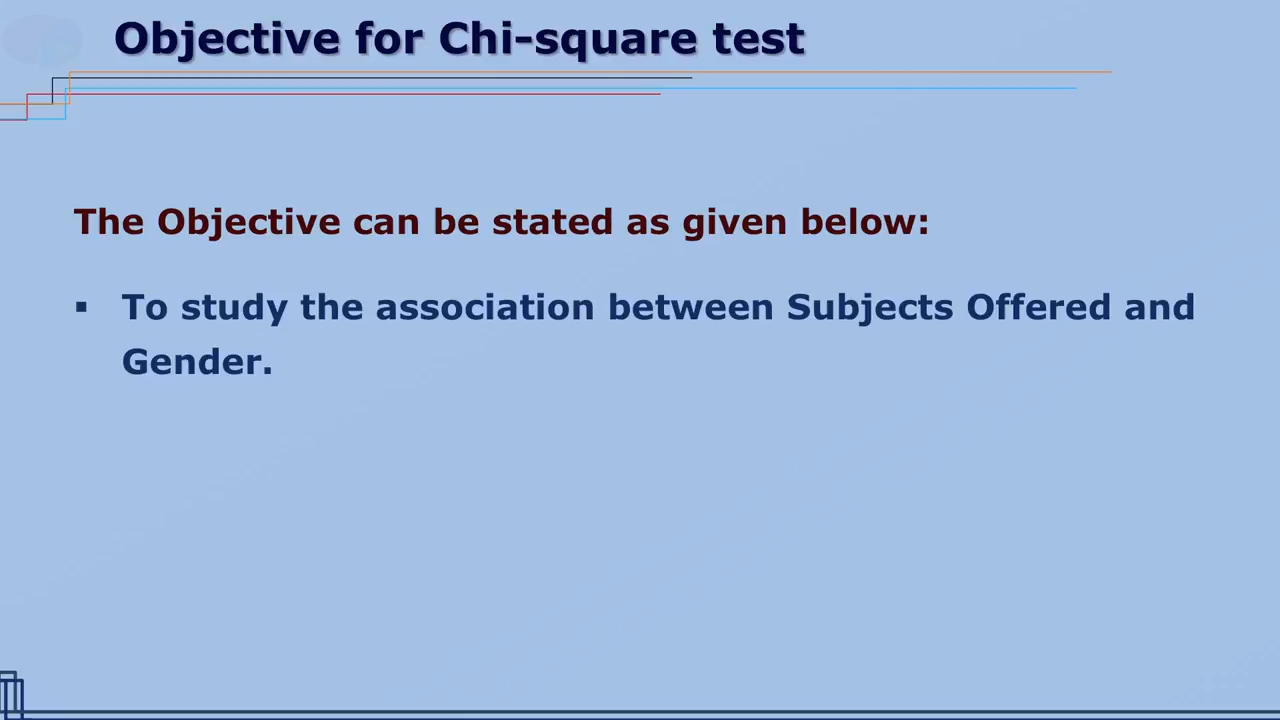 Objective for Chi-square test
The Objective can be stated as given below:
▪ To study the association between Subjects Offered and
Gender.